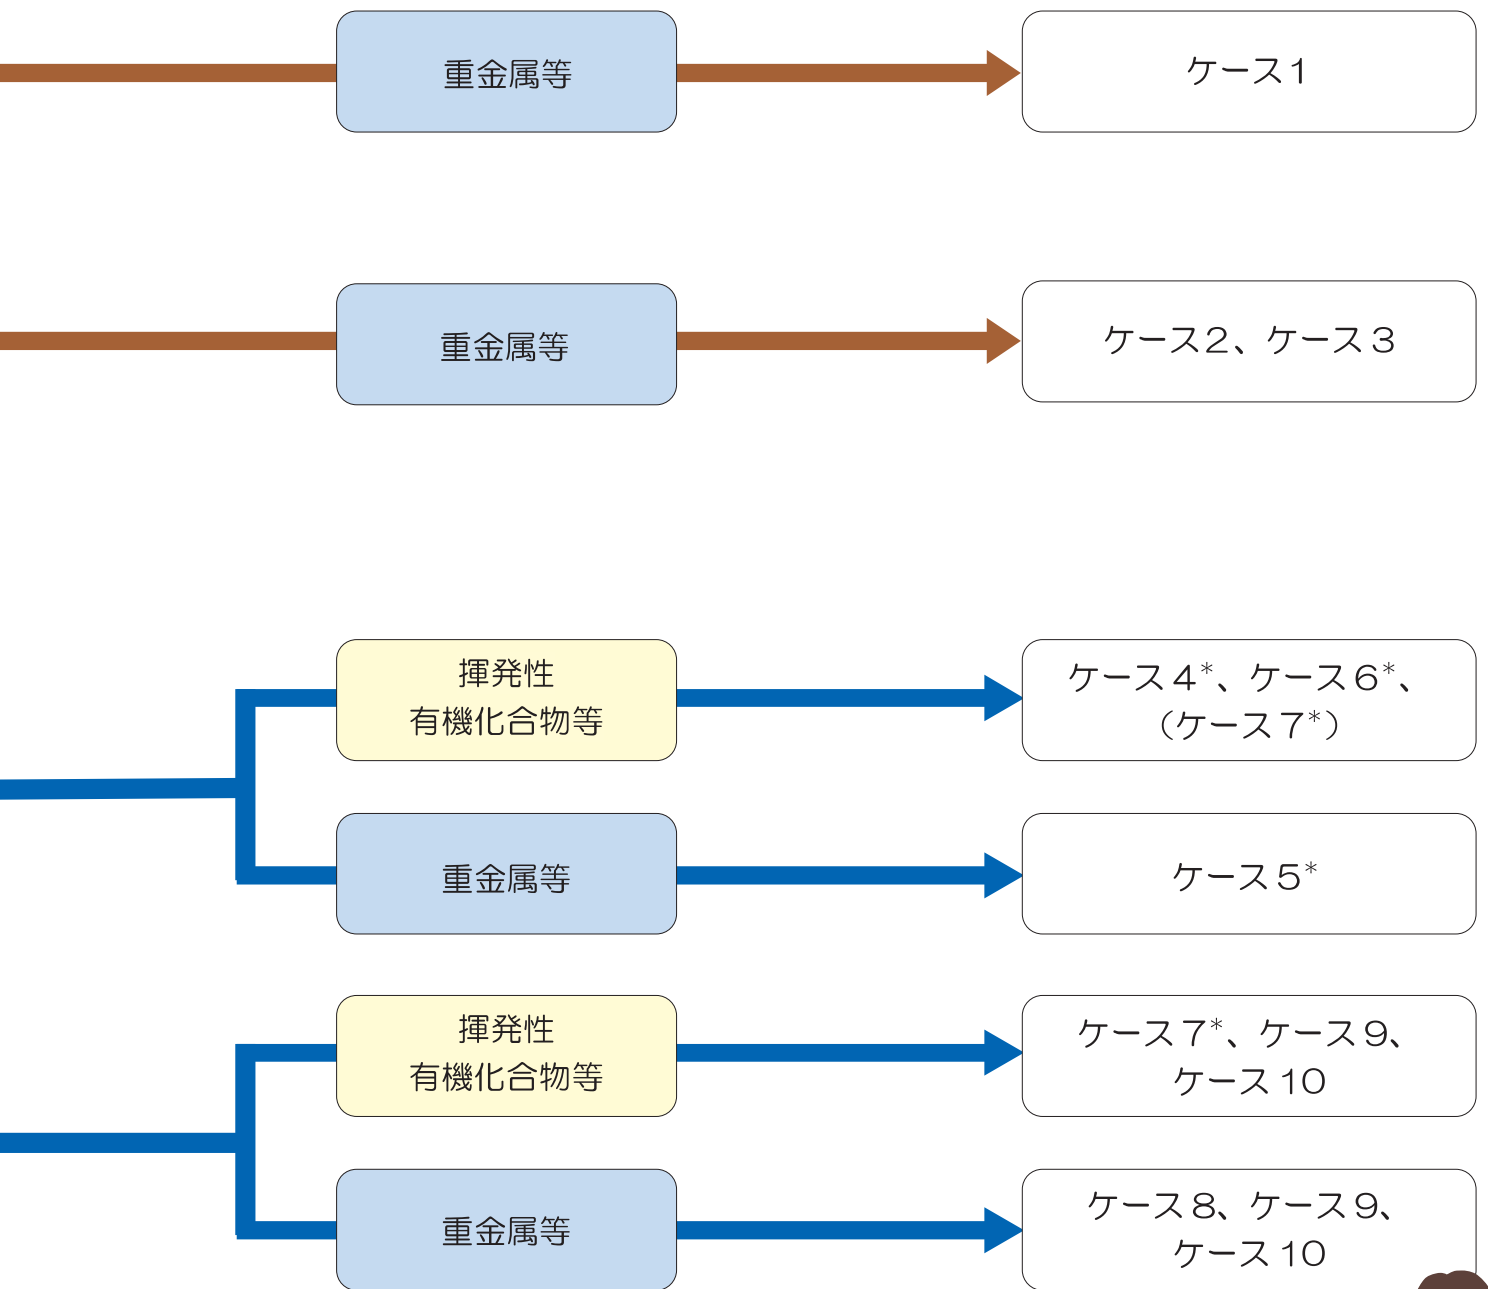 重金属等
ケース1
重金属等
ケース2、ケース3
揮発性
有機化合物等
ケース4*、ケース6*、
（ケース7*）
重金属等
ケース5*
揮発性
有機化合物等
ケース7*、ケース9、
ケース10
重金属等
ケース8、ケース9、
ケース10